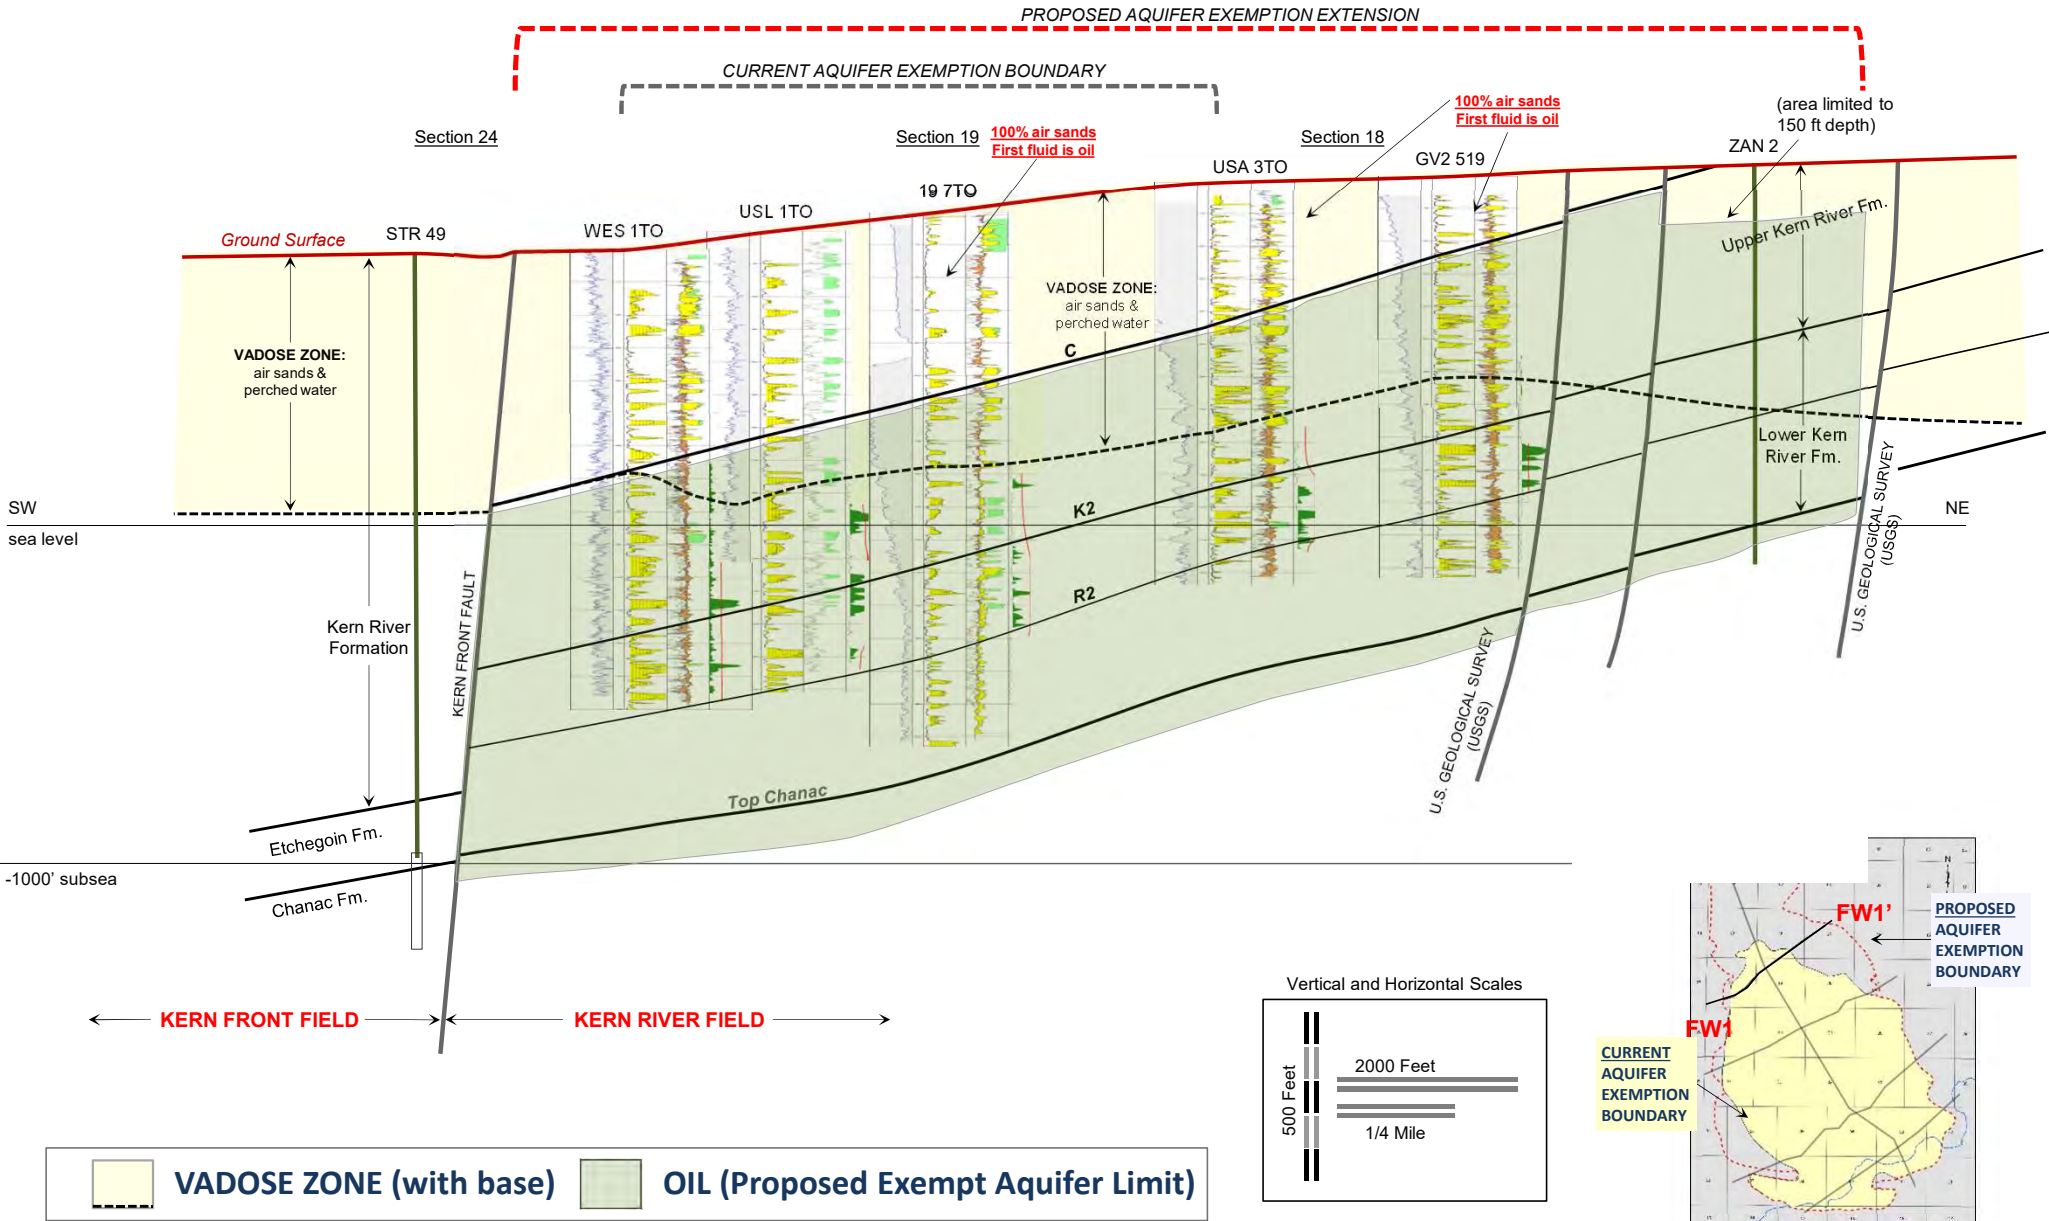 PROPOSED AQUIFER EXEMPTION EXTENSION
CURRENT AQUIFER EXEMPTION BOUNDARY
Section 24
Section 19
100% air sands
First fluid is oil
Section 18
100% air sands
First fluid is oil
(area limited to
150 ft depth)
STR 49
WES 1TO
USL 1TO
19 7TO
USA 3TO
GV2 519
ZAN 2
Ground Surface
Upper Kern River Fm.
VADOSE ZONE:
air sands &
perched water
VADOSE ZONE:
air sands &
perched water
C
K2
R2
Lower Kern
River Fm.
SW
sea level
NE
KERN FRONT FAULT
U.S. GEOLOGICAL SURVEY
(USGS)
U.S. GEOLOGICAL SURVEY
(USGS)
Kern River
Formation
Top Chanac
Etchegoin Fm.
-1000' subsea
Chanac Fm.
KERN FRONT FIELD
KERN RIVER FIELD
Vertical and Horizontal Scales
500 Feet
2000 Feet
1/4 Mile
N
FW1'
FW1
PROPOSED
AQUIFER
EXEMPTION
BOUNDARY
CURRENT
AQUIFER
EXEMPTION
BOUNDARY
VADOSE ZONE (with base)
OIL (Proposed Exempt Aquifer Limit)